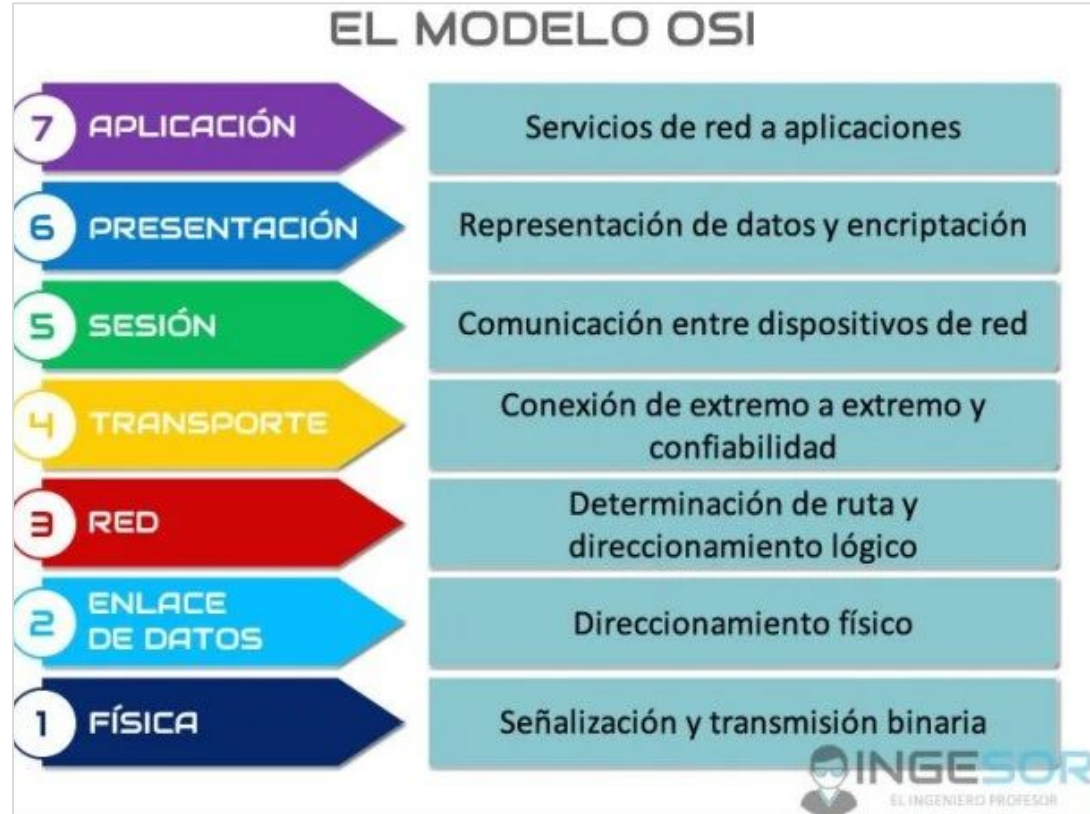 EL MODELO OSI
7 APLICACIÓN
Servicios de red a aplicaciones
6 PRESENTACIÓN
Representación de datos y encriptación
5 SESIÓN
Comunicación entre dispositivos de red
4 TRANSPORTE
Conexión de extremo a extremo y
confiabilidad
3 RED
Determinación de ruta y
direccionamiento lógico
2 ENLACE
DE DATOS
Direccionamiento físico
1 FÍSICA
Señalización y transmisión binaria
INGESOR
EL INGENIERO PROFESOR